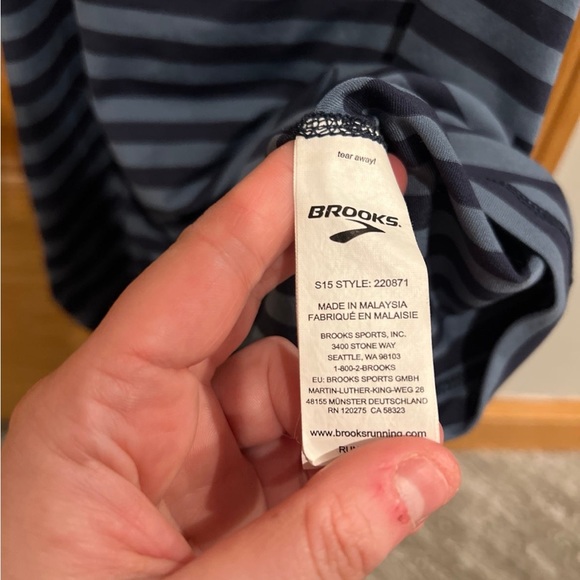 tear away!
BROOKS
S15 STYLE: 220871
MADE IN MALAYSIA
FABRIQUÉ EN MALAISIE
BROOKS SPORTS, INC.
3400 STONE WAY
SEATTLE, WA 98103
1-800-2-BROOKS
EU: BROOKS SPORTS GMBH
MARTIN-LUTHER-KING-WEG 28
48155 MÜNSTER DEUTSCHLAND
RN 120275 CA 58323
www.brooksrunning.com